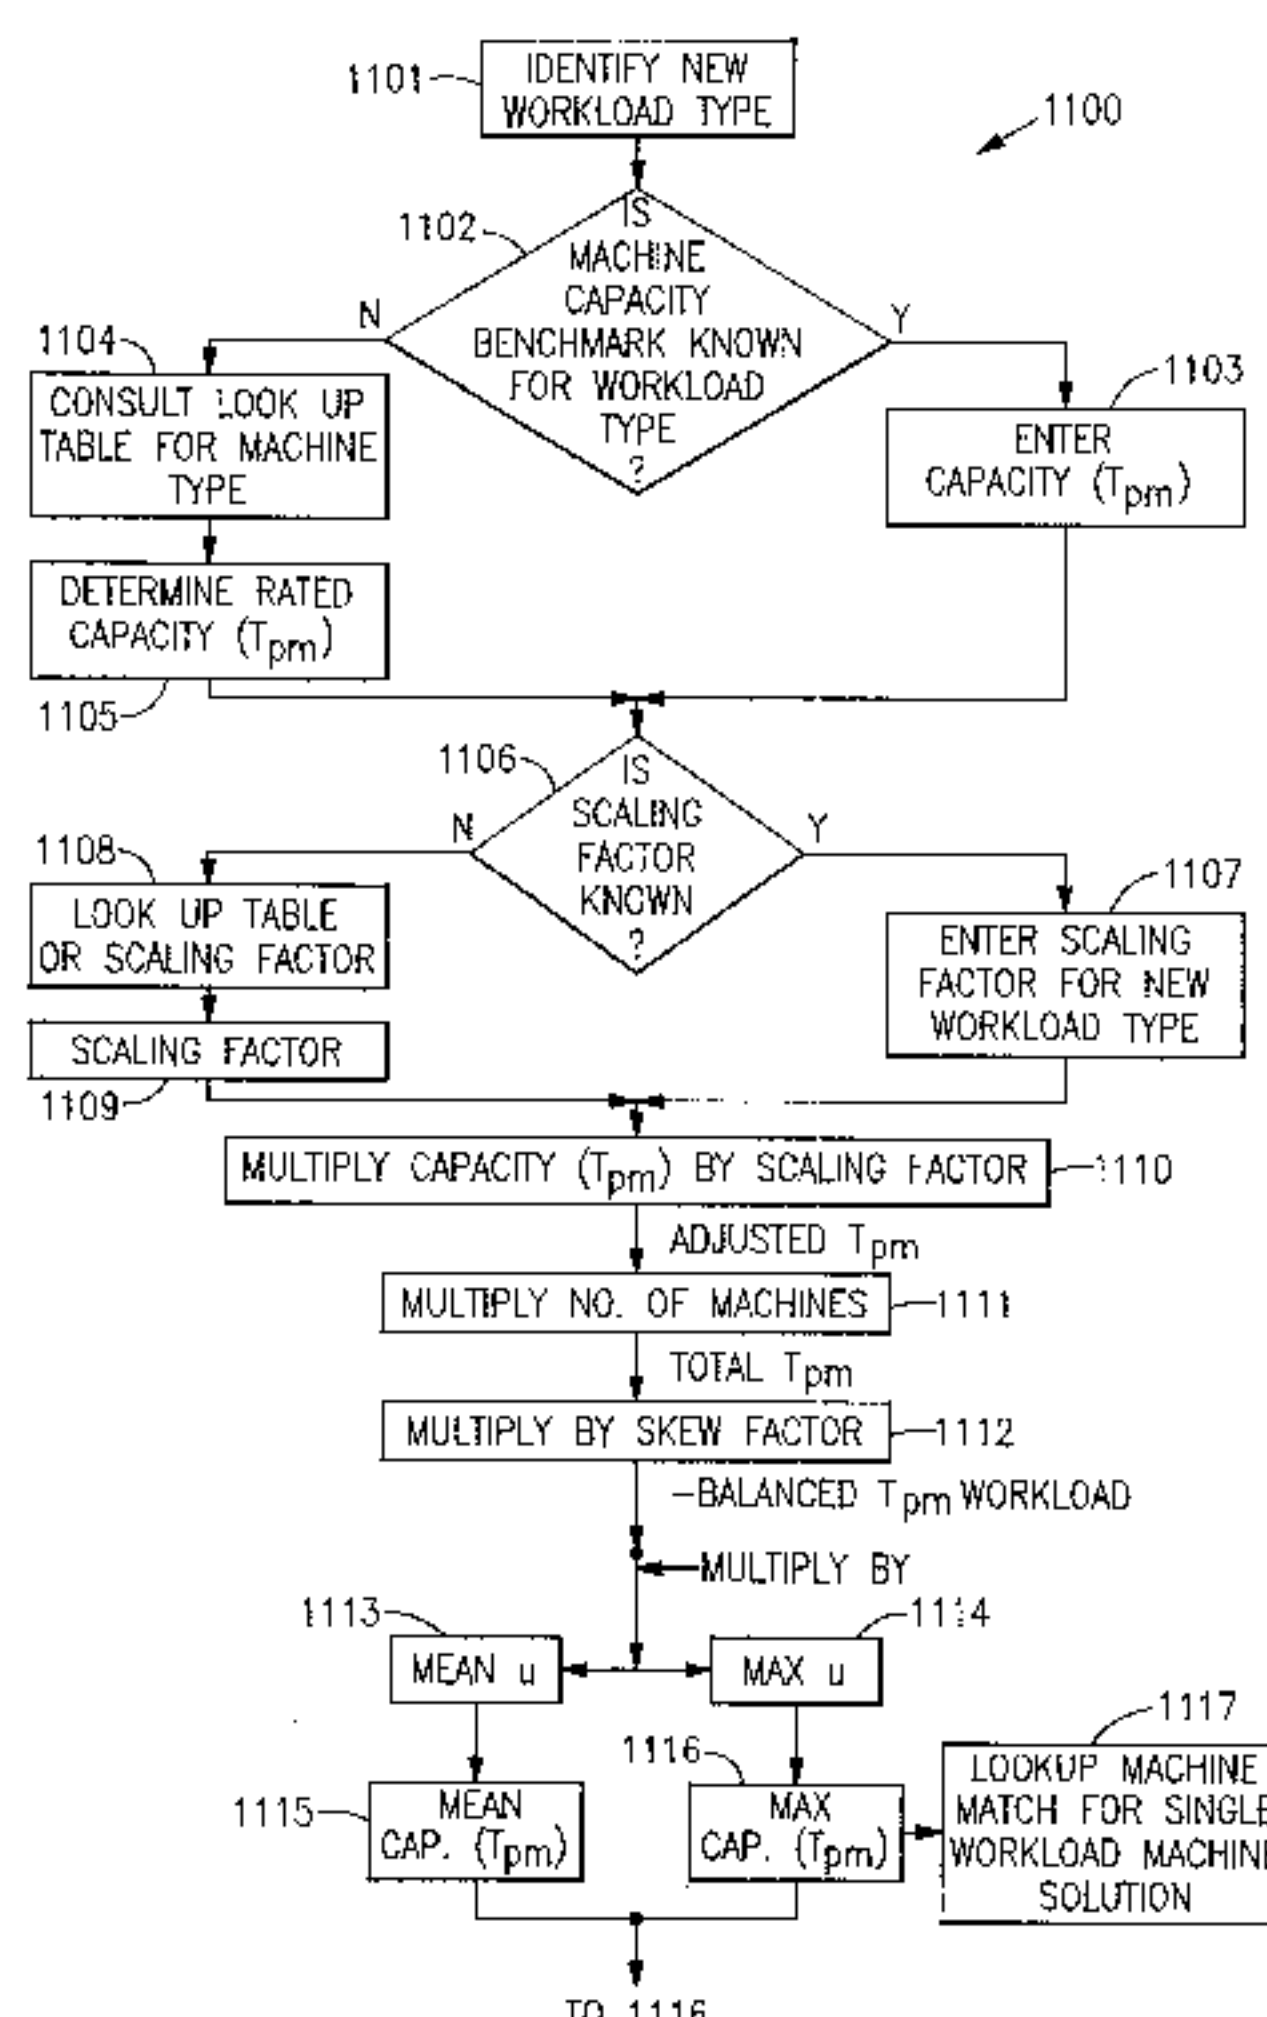 1101
IDENTIFY NEW
WORKLOAD TYPE
1100
1102
IS
MACHINE
CAPACITY
BENCHMARK KNOWN
FOR WORKLOAD
TYPE
?
N
Y
1104
CONSULT LOOK UP
TABLE FOR MACHINE
TYPE
1103
ENTER
CAPACITY (Tpm)
DETERMINE RATED
CAPACITY (Tpm)
1105
1106
IS
SCALING
FACTOR
KNOWN
?
N
Y
1108
LOOK UP TABLE
OR SCALING FACTOR
1107
ENTER SCALING
FACTOR FOR NEW
WORKLOAD TYPE
SCALING FACTOR
1109
MULTIPLY CAPACITY (Tpm) BY SCALING FACTOR
1110
ADJUSTED Tpm
MULTIPLY NO. OF MACHINES
1111
TOTAL Tpm
MULTIPLY BY SKEW FACTOR
1112
-BALANCED Tpm WORKLOAD
MULTIPLY BY
1113
MEAN u
1114
MAX u
1115
MEAN
CAP. (Tpm)
1116
MAX
CAP. (Tpm)
1117
LOOKUP MACHINE
MATCH FOR SINGLE
WORKLOAD MACHINE
SOLUTION
TO 1116